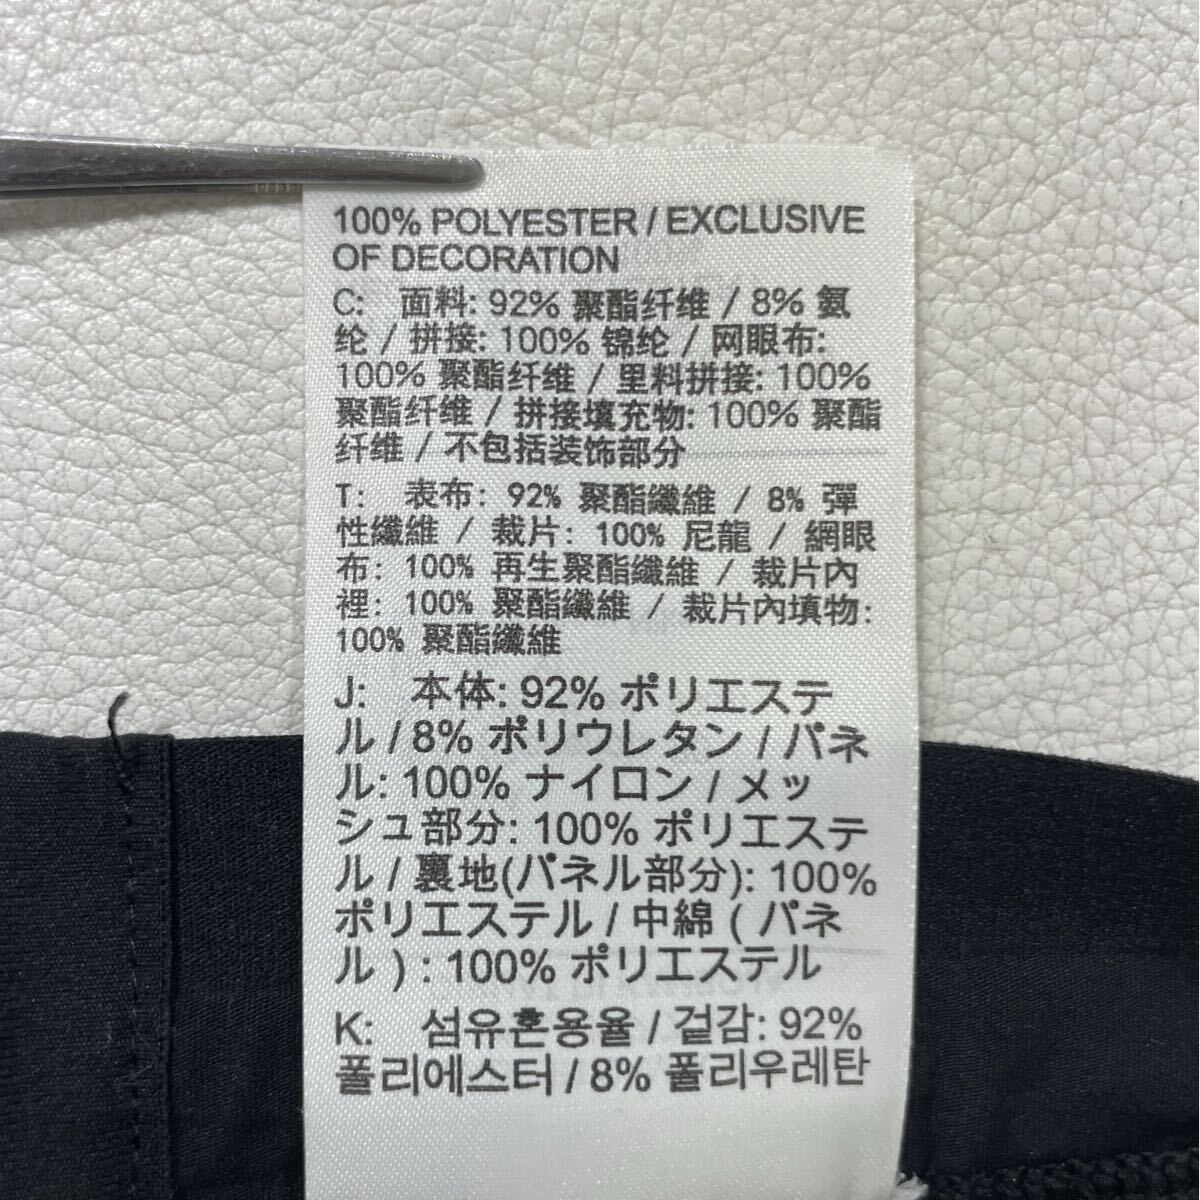 100% POLYESTER / EXCLUSIVE
OF DECORATION
C: 面料: 92% 聚酯纤维 / 8% 氨
纶 / 拼接: 100% 锦纶 / 网眼布:
100% 聚酯纤维 / 里料拼接: 100%
聚酯纤维 / 拼接填充物: 100% 聚酯
纤维 / 不包括装饰部分
T: 表布: 92% 聚酯纖維 / 8% 彈
性纖維 / 裁片: 100% 尼龍 / 網眼
布: 100% 再生聚酯纖維 / 裁片內
裡: 100% 聚酯纖維 / 裁片內填物:
100% 聚酯纖維
J: 本体: 92% ポリエステ
ル / 8% ポリウレタン / パネ
ル: 100% ナイロン / メッ
シュ部分: 100% ポリエステ
ル / 裏地(パネル部分): 100%
ポリエステル / 中綿 ( パネ
ル ) : 100% ポリエステル
K: 섬유혼용율 / 겉감: 92%
폴리에스터 / 8% 폴리우레탄